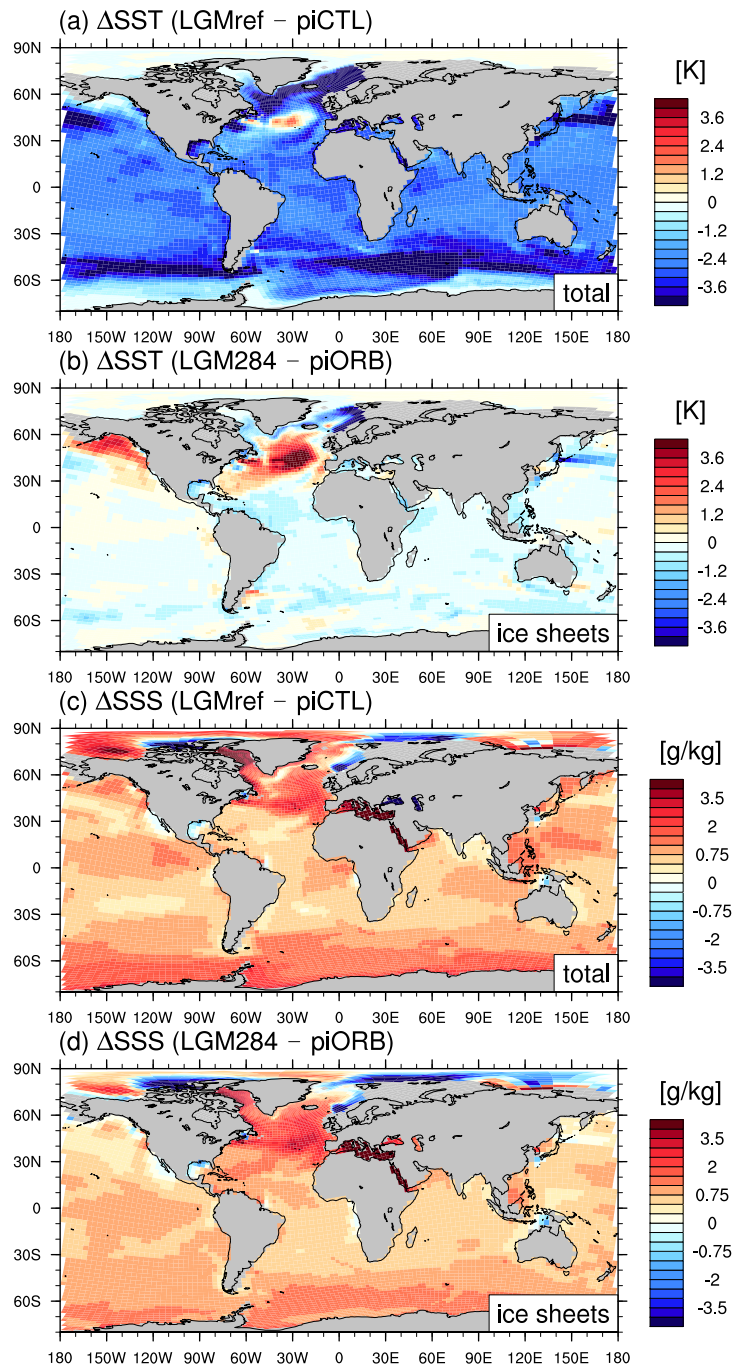 (a) ΔSST (LGMref − piCTL)
[K]
90N
60N
30N
0
30S
60S
3.6
2.4
1.2
0
-1.2
-2.4
-3.6
total
180 150W 120W 90W 60W 30W 0 30E 60E 90E 120E 150E 180
(b) ΔSST (LGM284 − piORB)
[K]
90N
60N
30N
0
30S
60S
3.6
2.4
1.2
0
-1.2
-2.4
-3.6
ice sheets
180 150W 120W 90W 60W 30W 0 30E 60E 90E 120E 150E 180
(c) ΔSSS (LGMref − piCTL)
[g/kg]
90N
60N
30N
0
30S
60S
3.5
2
0.75
0
-0.75
-2
-3.5
total
180 150W 120W 90W 60W 30W 0 30E 60E 90E 120E 150E 180
(d) ΔSSS (LGM284 − piORB)
[g/kg]
90N
60N
30N
0
30S
60S
3.5
2
0.75
0
-0.75
-2
-3.5
ice sheets
180 150W 120W 90W 60W 30W 0 30E 60E 90E 120E 150E 180